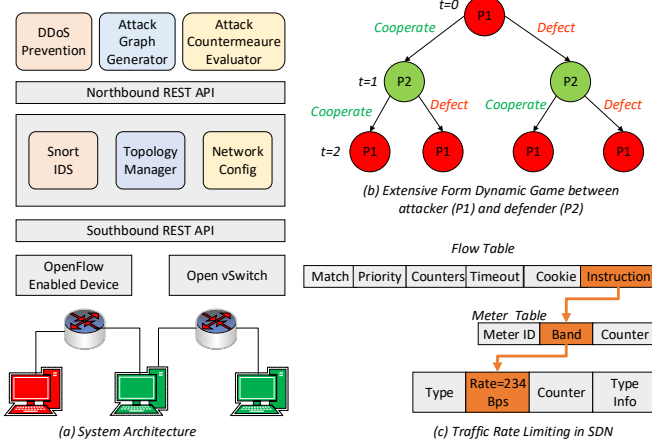 DDoS
Prevention
Attack
Graph
Generator
Attack
Countermeaure
Evaluator
Northbound REST API
Snort
IDS
Topology
Manager
Network
Config
Southbound REST API
OpenFlow
Enabled Device
Open vSwitch
(a) System Architecture
t=0
P1
Cooperate
Defect
t=1
P2
P2
Cooperate
Defect
Cooperate
Defect
t=2
P1
P1
P1
P1
(b) Extensive Form Dynamic Game between
attacker (P1) and defender (P2)
Flow Table
Match
Priority
Counters
Timeout
Cookie
Instruction
Meter Table
Meter ID
Band
Counter
Type
Rate=234
Bps
Counter
Type
Info
(c) Traffic Rate Limiting in SDN